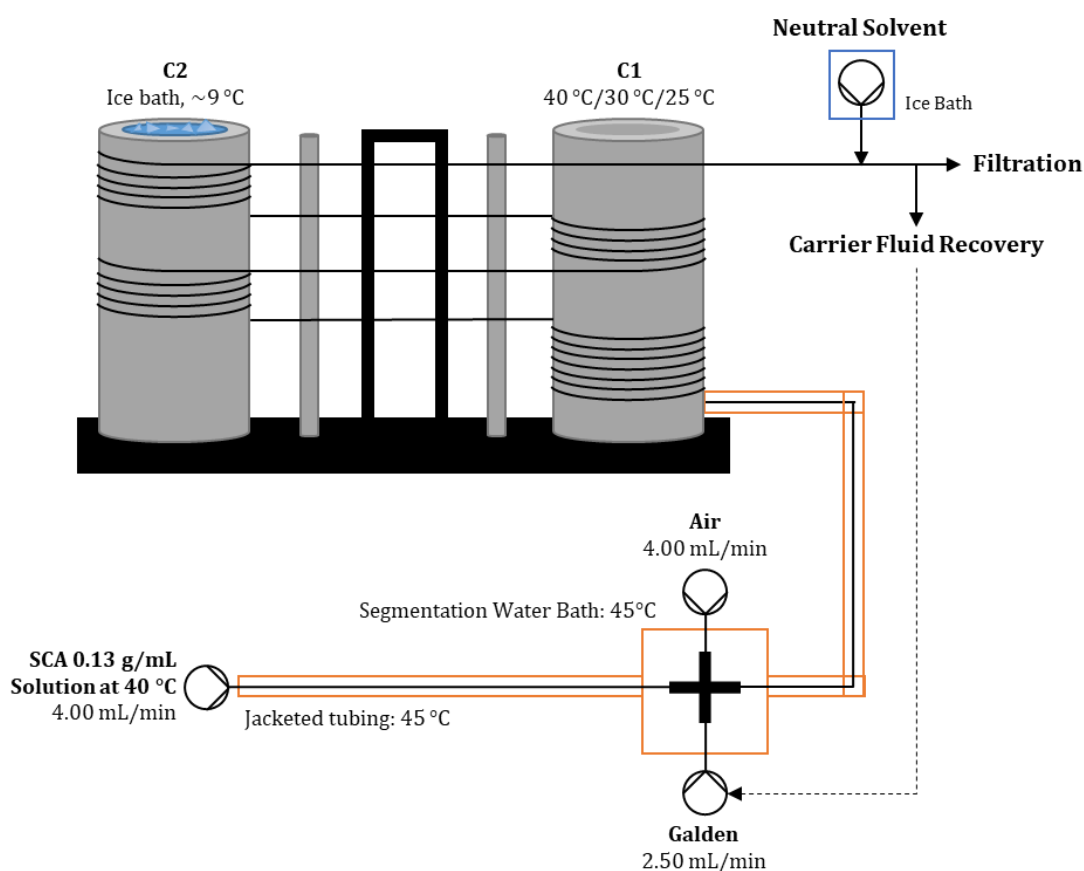 Neutral Solvent
C2
Ice bath, ~9 °C
C1
40 °C/30 °C/25 °C
Ice Bath
Filtration
Carrier Fluid Recovery
Air
4.00 mL/min
Segmentation Water Bath: 45°C
SCA 0.13 g/mL
Solution at 40 °C
4.00 mL/min
Jacketed tubing: 45 °C
Galden
2.50 mL/min